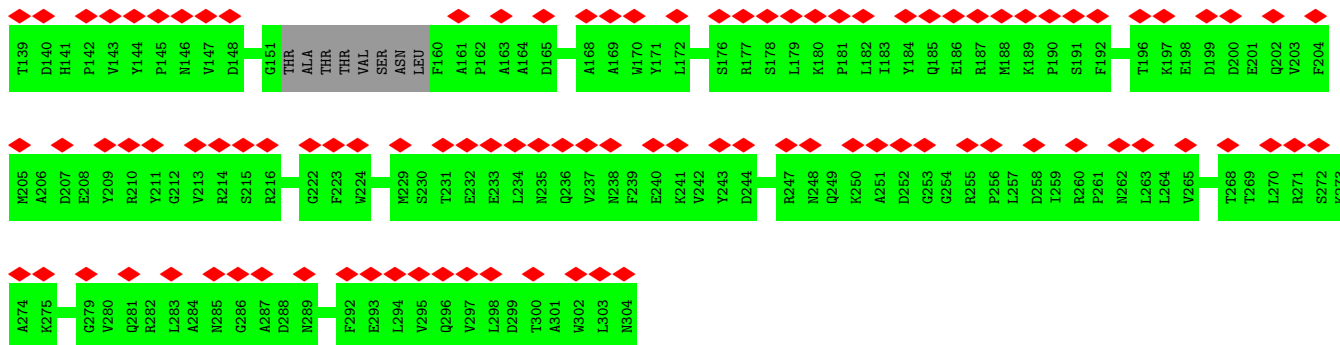 T139 D140 H141 P142 V143 Y144 P145 N146 V147 D148 G151 THR ALA THR THR VAL SER ASN LEU F160 A161 P162 A163 A164 D165 A168 A169 W170 Y171 L172 S176 R177 S178 L179 K180 P181 L182 I183 Y184 Q185 E186 R187 M188 K189 P190 S191 F192 T196 K197 E198 D199 D200 E201 Q202 V203 F204
M205 A206 D207 E208 Y209 R210 Y211 G212 V213 R214 S215 R216 G222 F223 W224 M229 S230 T231 E232 E233 L234 N235 Q236 V237 N238 F239 E240 K241 V242 Y243 D244 R247 N248 Q249 K250 A251 D252 G253 G254 R255 P256 L257 D258 I259 R260 P261 N262 L263 L264 V265 T268 T269 L270 R271 S272 K273
A274 K275 G279 V280 Q281 R282 L283 A284 N285 G286 A287 D288 N289 F292 E293 L294 V295 Q296 V297 L298 D299 T300 A301 W302 L303 N304